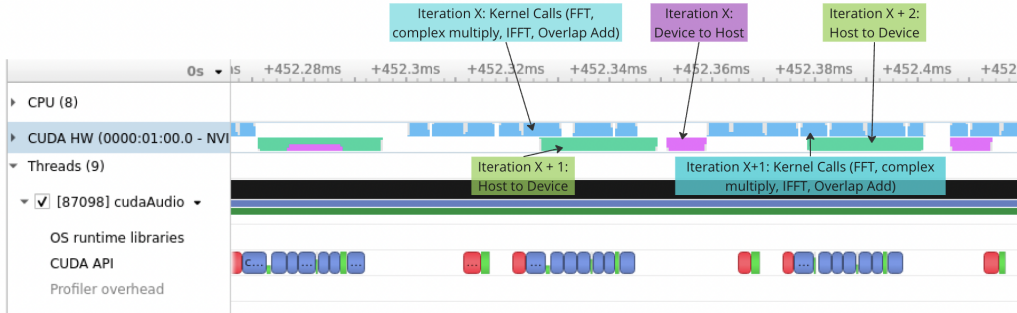 Iteration X: Kernel Calls (FFT,
complex multiply, IFFT, Overlap Add)
Iteration X:
Device to Host
Iteration X + 2:
Host to Device
0s
+452.28ms
+452.3ms
+452.32ms
+452.34ms
+452.36ms
+452.38ms
+452.4ms
+452
CPU (8)
CUDA HW (0000:01:00.0 - NVI
Iteration X + 1:
Host to Device
Iteration X+1: Kernel Calls (FFT, complex
multiply, IFFT, Overlap Add)
Threads (9)
[87098] cudaAudio
OS runtime libraries
CUDA API
c... ... ... ... ... ...
Profiler overhead